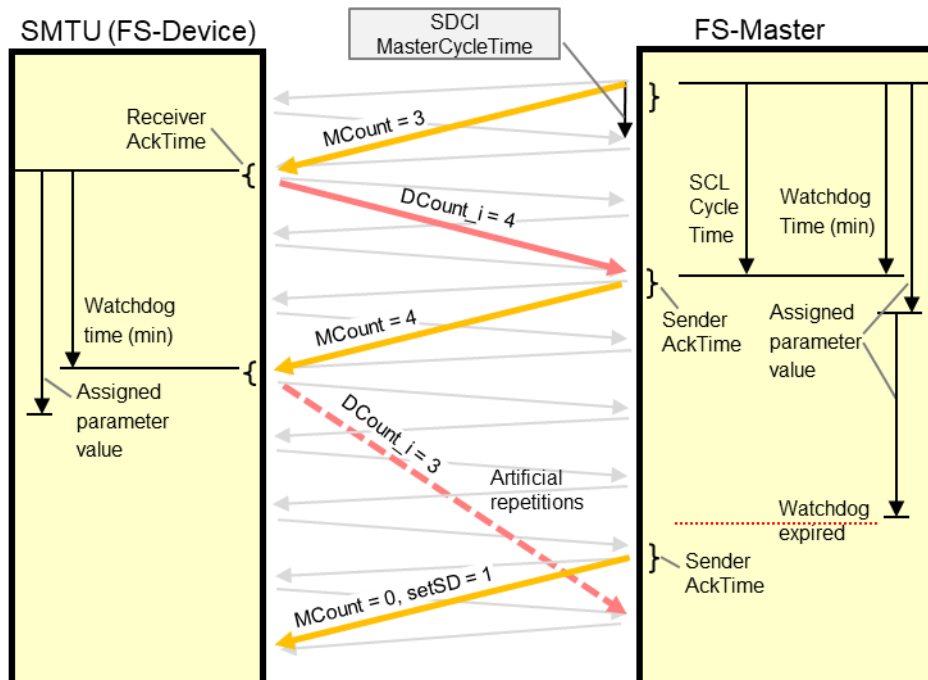 SMTU (FS-Device)
SDCI
MasterCycleTime
FS-Master
Receiver
AckTime
MCount = 3
DCount_i = 4
SCL
Cycle
Time
Watchdog
Time (min)
Watchdog
time (min)
MCount = 4
Sender
AckTime
Assigned
parameter
value
Assigned
parameter
value
DCount_i = 3
Artificial
repetitions
Watchdog
expired
Sender
AckTime
MCount = 0, setSD = 1